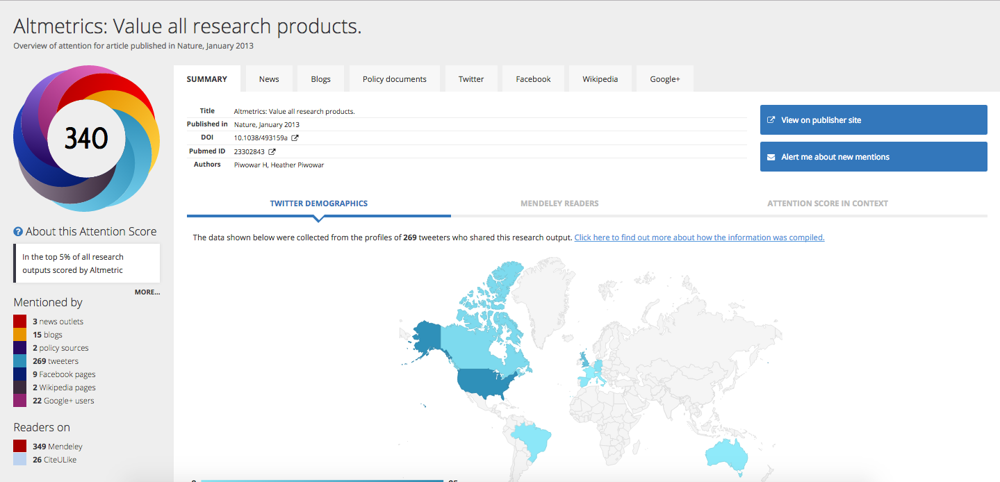 Altmetrics: Value all research products.
Overview of attention for article published in Nature, January 2013
340
About this Attention Score
In the top 5% of all research
outputs scored by Altmetric
MORE...
Mentioned by
3 news outlets
15 blogs
2 policy sources
269 tweeters
9 Facebook pages
2 Wikipedia pages
22 Google+ users
Readers on
349 Mendeley
26 CiteULike
SUMMARY News Blogs Policy documents Twitter Facebook Wikipedia Google+
Title Altmetrics: Value all research products.
Published in Nature, January 2013
DOI 10.1038/493159a
Pubmed ID 23302843
Authors Piwowar H, Heather Piwowar
View on publisher site
Alert me about new mentions
TWITTER DEMOGRAPHICS MENDELEY READERS ATTENTION SCORE IN CONTEXT
The data shown below were collected from the profiles of 269 tweeters who shared this research output. Click here to find out more about how the information was compiled.